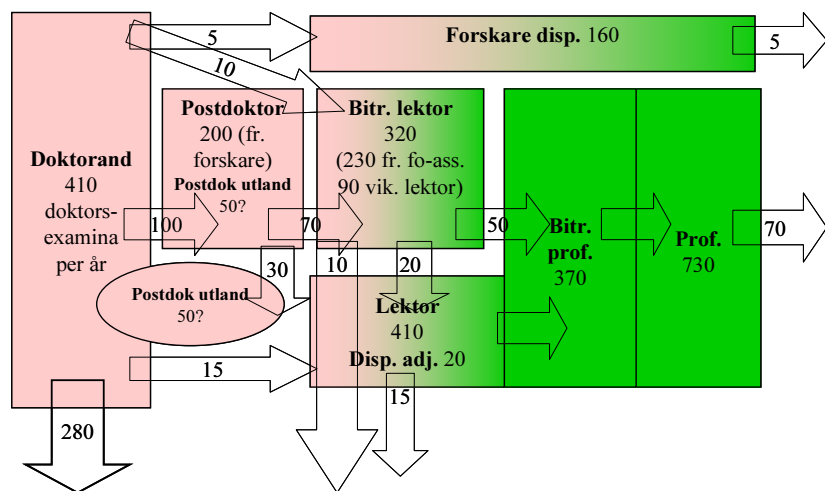 5
Forskare disp. 160
5
10
Postdoktor
200 (fr.
forskare)
Postdok utland
50?
Bitr. lektor
320
(230 fr. fo-ass.
90 vik. lektor)
Doktorand
410
doktors-
examina
per år
100
70
50
Bitr.
prof.
370
Prof.
730
70
30
10
20
Postdok utland
50?
Lektor
410
Disp. adj. 20
15
15
280